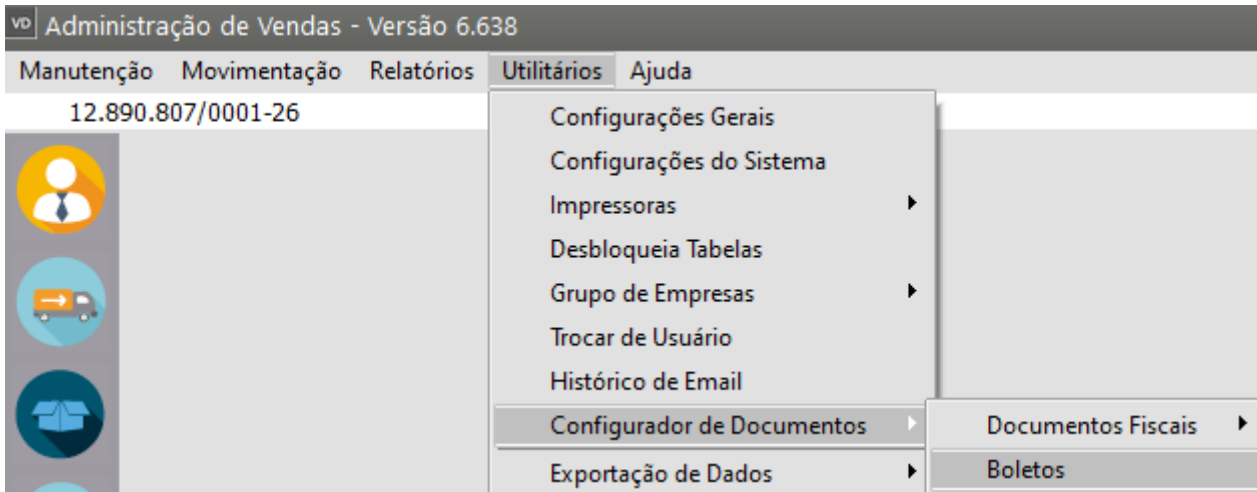 VD Administração de Vendas - Versão 6.638
Manutenção Movimentação Relatórios Utilitários Ajuda
12.890.807/0001-26
Configurações Gerais
Configurações do Sistema
Impressoras
Desbloqueia Tabelas
Grupo de Empresas
Trocar de Usuário
Histórico de Email
Configurador de Documentos
Documentos Fiscais
Exportação de Dados
Boletos